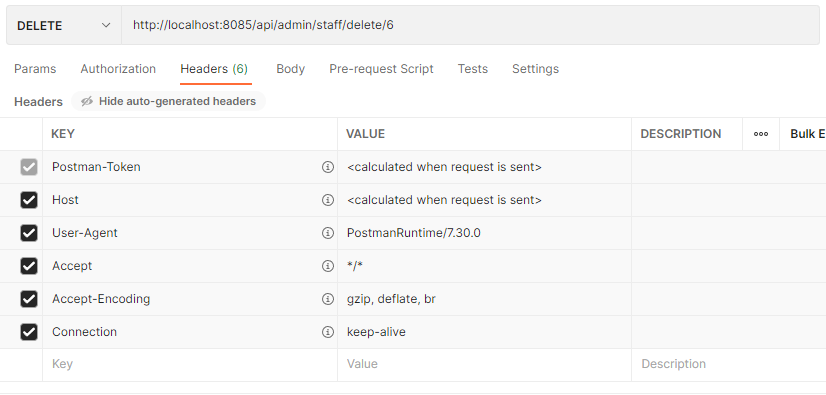 DELETE http://localhost:8085/api/admin/staff/delete/6
Params Authorization Headers (6) Body Pre-request Script Tests Settings
Headers Hide auto-generated headers
KEY VALUE DESCRIPTION ooo Bulk E
Postman-Token <calculated when request is sent>
Host <calculated when request is sent>
User-Agent PostmanRuntime/7.30.0
Accept */*
Accept-Encoding gzip, deflate, br
Connection keep-alive
Key Value Description